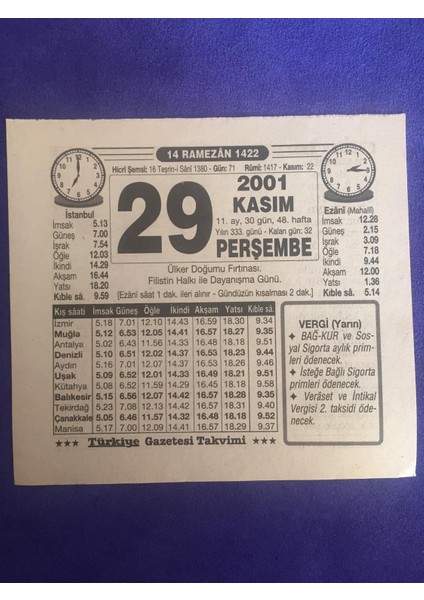 14 RAMEZÂN 1422
Hicrî Şemsî: 16 Teşrin-i Sânî 1380 - Gün: 71 Rûmî: 1417 - Kasım: 22
29
2001
KASIM
11. ay, 30 gün, 48. hafta
Yılın 333. günü - Kalan gün: 32
PERŞEMBE
İstanbul
İmsak 5.13
Güneş 7.00
İsrak 7.54
Öğle 12.03
İkindi 14.29
Akşam 16.44
Yatsı 18.20
Kıble sâ. 9.59
Ezânî (Mahallî)
İmsak 12.28
Güneş 2.15
İsrak 3.09
Öğle 7.18
İkindi 9.44
Akşam 12.00
Yatsı 1.36
Kıble sâ. 5.14
Ülker Doğumu Fırtınası.
Filistin Halkı ile Dayanışma Günü.
[Ezânî sâat 1 dak. ileri alınır - Gündüzün kısalması 2 dak.]
Kış sâati İmsak Güneş Öğle İkindi Akşam Yatsı Kıble sâ.
İzmir 5.18 7.01 12.10 14.43 16.59 18.30 9.34
Muğla 5.12 6.53 12.05 14.41 16.57 18.27 9.35
Antalya 5.02 6.43 11.56 14.33 16.48 18.18 9.51
Denizli 5.10 6.51 12.02 14.37 16.53 18.23 9.44
Aydın 5.16 7.01 12.07 14.37 16.53 18.26 9.46
Uşak 5.09 6.52 12.01 14.33 16.49 18.21 9.51
Kütahya 5.08 6.52 11.59 14.29 16.45 18.18 9.58
Balıkesir 5.15 6.56 12.07 14.42 16.57 18.28 9.35
Tekirdağ 5.23 7.08 12.13 14.42 16.57 18.31 9.40
Çanakkale 5.05 6.46 11.57 14.32 16.48 18.18 9.52
Manisa 5.17 7.00 12.09 14.41 16.57 18.29 9.37
VERGİ (Yarın)
BAĞ-KUR ve Sosyal Sigorta aylık primleri ödenecek.
İsteğe Bağlı Sigorta primleri ödenecek.
Verâset ve İntikal Vergisi 2. taksidi ödenecek.
★★★ Türkiye Gazetesi Takvimi ★★★